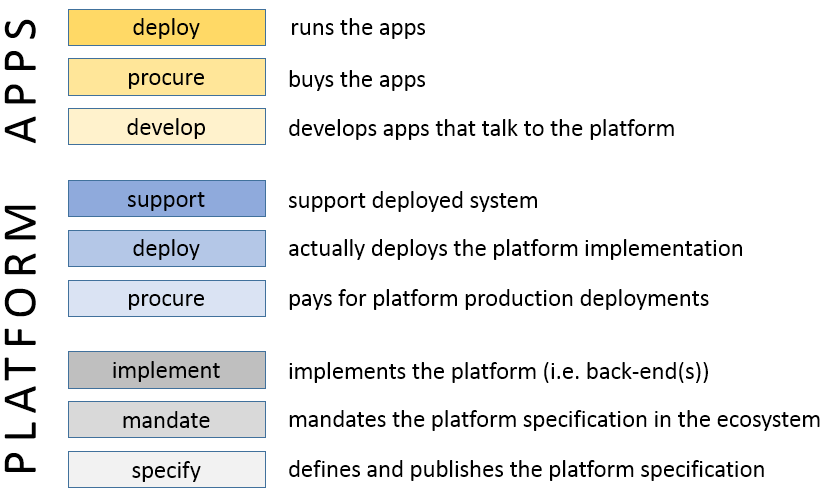 APPS
deploy runs the apps
procure buys the apps
develop develops apps that talk to the platform
PLATFORM
support support deployed system
deploy actually deploys the platform implementation
procure pays for platform production deployments
implement implements the platform (i.e. back-end(s))
mandate mandates the platform specification in the ecosystem
specify defines and publishes the platform specification